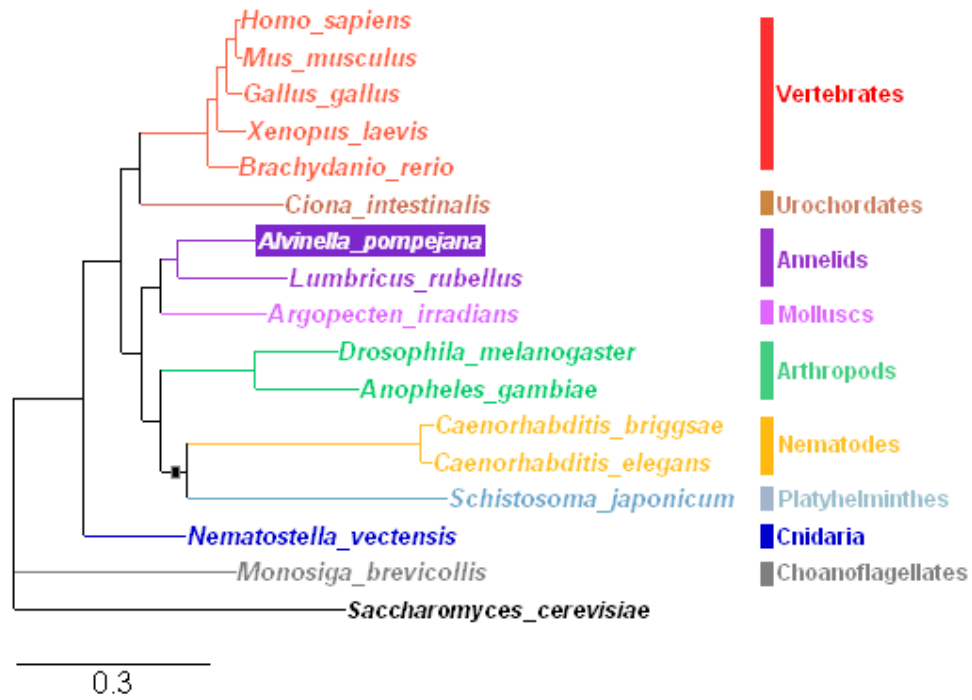 Homo_sapiens
Mus_musculus
Gallus_gallus
Vertebrates
Xenopus_laevis
Brachydanio_rerio
Ciona_intestinalis
Urochordates
Alvinella_pompejana
Annelids
Lumbricus_rubellus
Argopecten_irradians
Molluscs
Drosophila_melanogaster
Arthropods
Anopheles_gambiae
Caenorhabditis_briggsae
Nematodes
Caenorhabditis_elegans
Schistosoma_japonicum
Platyhelminthes
Nematostella_vectensis
Cnidaria
Monosiga_brevicollis
Choanoflagellates
Saccharomyces_cerevisiae
0.3